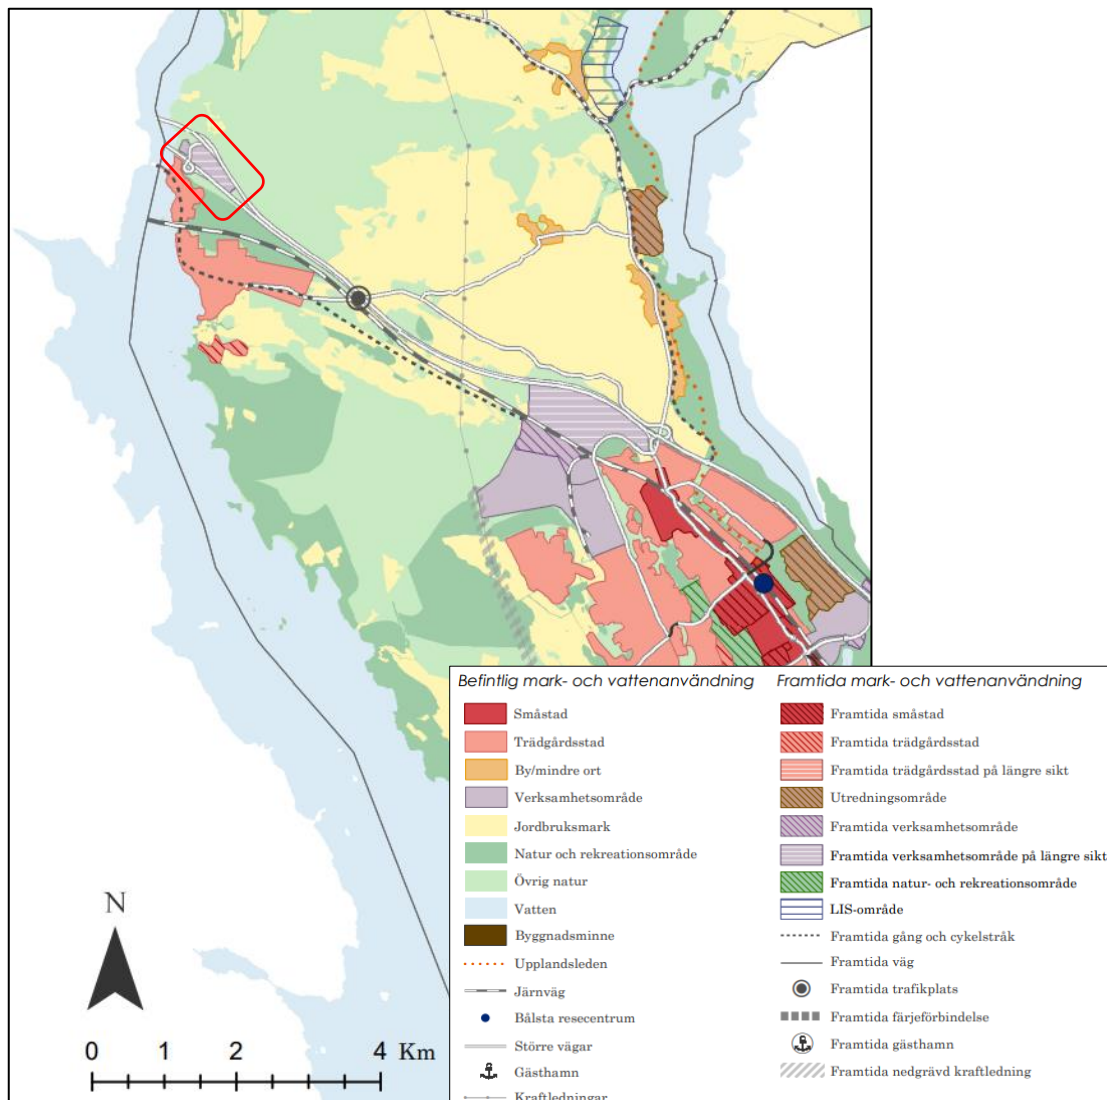 Befintlig mark- och vattenanvändning
Småstad
Trädgårdsstad
By/mindre ort
Verksamhetsområde
Jordbruksmark
Natur och rekreationsområde
Övrig natur
Vatten
Byggnadsminne
Upplandsleden
Järnväg
Bålsta resecentrum
Större vägar
Gästhamn
Kraftledningar
Framtida mark- och vattenanvändning
Framtida småstad
Framtida trädgårdsstad
Framtida trädgårdsstad på längre sikt
Utredningsområde
Framtida verksamhetsområde
Framtida verksamhetsområde på längre sikt
Framtida natur- och rekreationsområde
LIS-område
Framtida gång och cykelstråk
Framtida väg
Framtida trafikplats
Framtida färjeförbindelse
Framtida gästhamn
Framtida nedgrävd kraftledning
N
0 1 2 4 Km